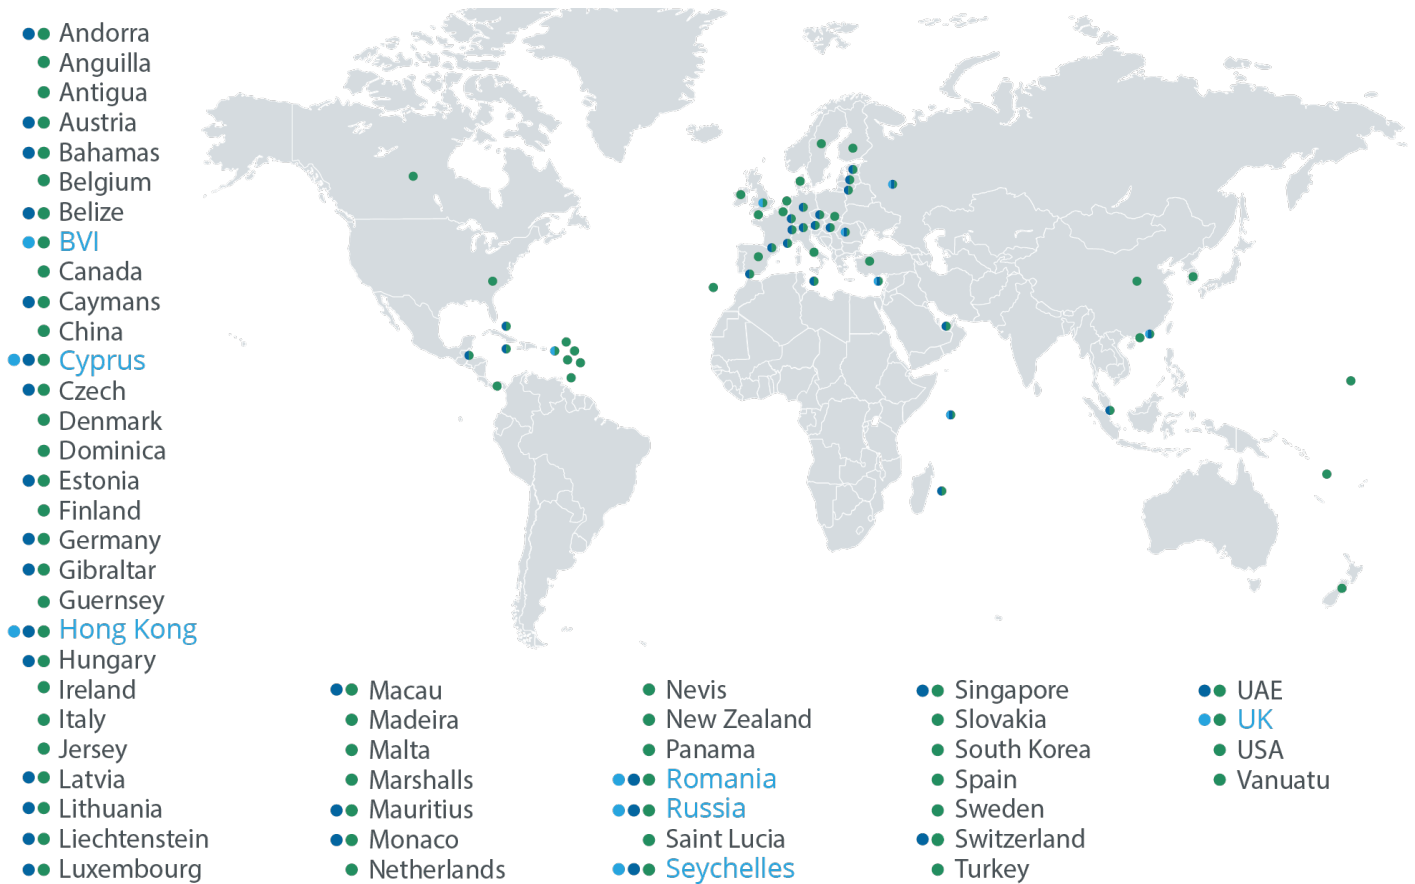 Andorra
Anguilla
Antigua
Austria
Bahamas
Belgium
Belize
BVI
Canada
Caymans
China
Cyprus
Czech
Denmark
Dominica
Estonia
Finland
Germany
Gibraltar
Guernsey
Hong Kong
Hungary
Ireland
Italy
Jersey
Latvia
Lithuania
Liechtenstein
Luxembourg
Macau
Madeira
Malta
Marshalls
Mauritius
Monaco
Netherlands
Nevis
New Zealand
Panama
Romania
Russia
Saint Lucia
Seychelles
Singapore
Slovakia
South Korea
Spain
Sweden
Switzerland
Turkey
UAE
UK
USA
Vanuatu